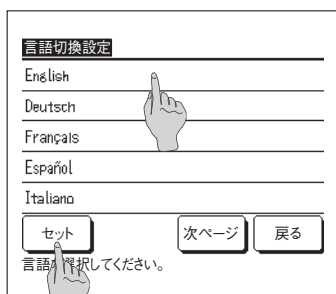 言語切換設定
English
Deutsch
Français
Español
Italiano
セット 次ページ 戻る
言語 選択してください。